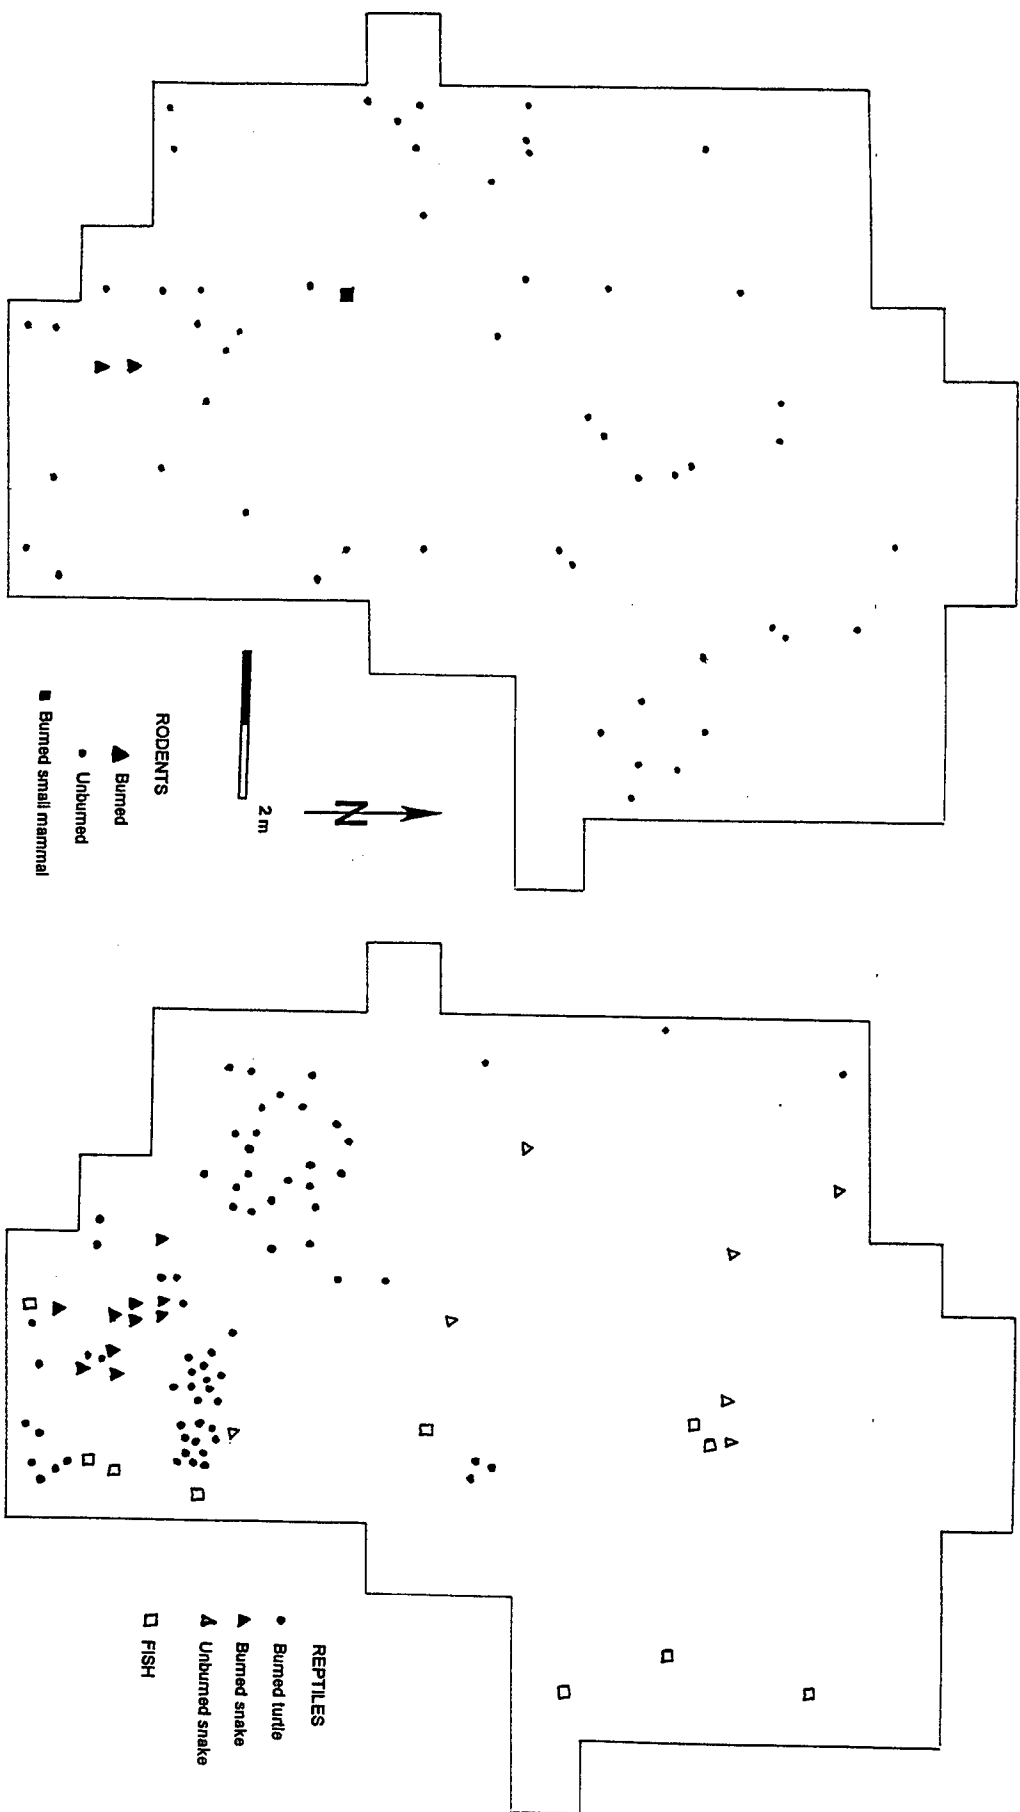 RODENTS
Burned
Unburned
Burned small mammal
2 m
N
REPTILES
Burned turtle
Burned snake
Unburned snake
FISH